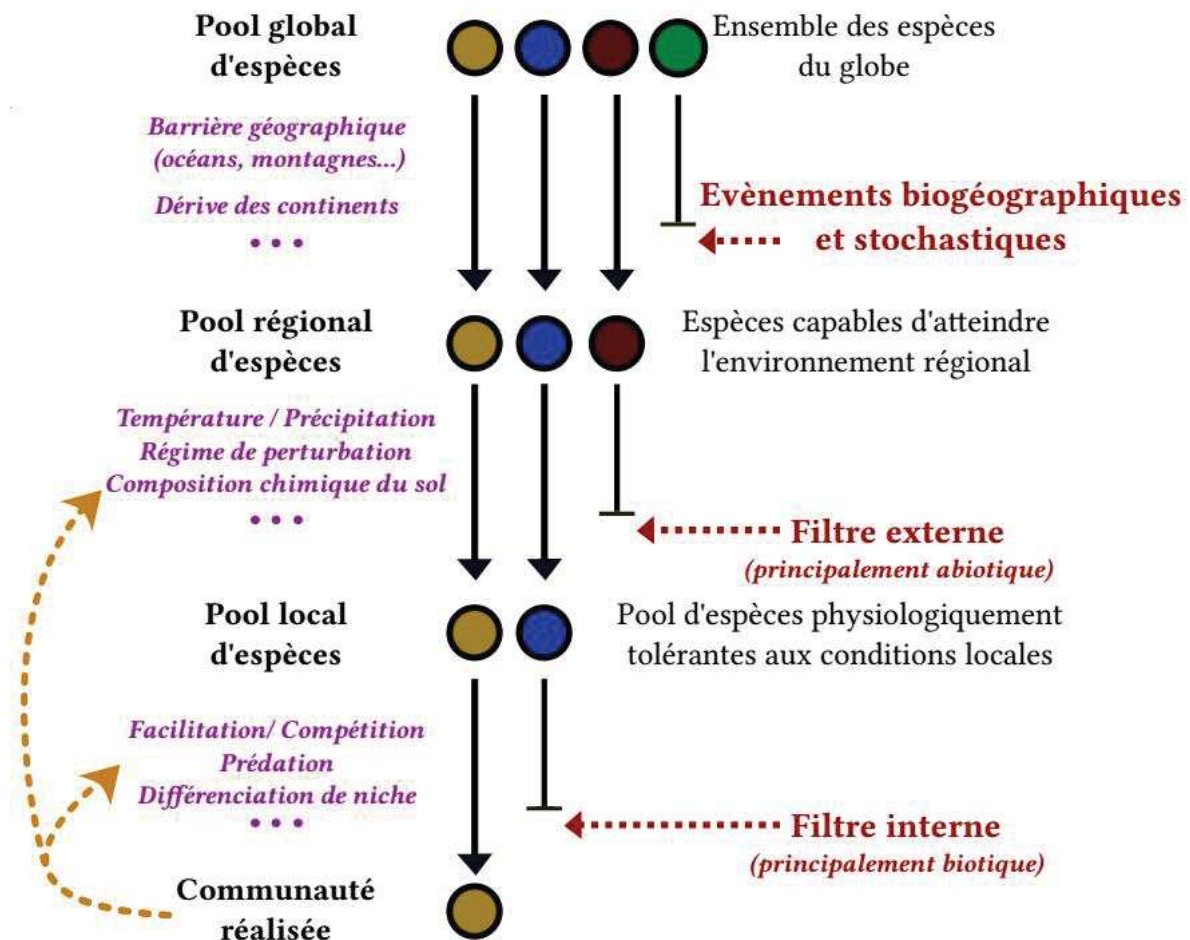 Pool global
d'espèces
Ensemble des espèces
du globe
Barrière géographique
(océans, montagnes...)
Dérive des continents
• • •
Evènements biogéographiques
et stochastiques
Pool régional
d'espèces
Espèces capables d'atteindre
l'environnement régional
Température / Précipitation
Régime de perturbation
Composition chimique du sol
• • •
Filtre externe
(principalement abiotique)
Pool local
d'espèces
Pool d'espèces physiologiquement
tolérantes aux conditions locales
Facilitation/ Compétition
Prédation
Différenciation de niche
• • •
Filtre interne
(principalement biotique)
Communauté
réalisée